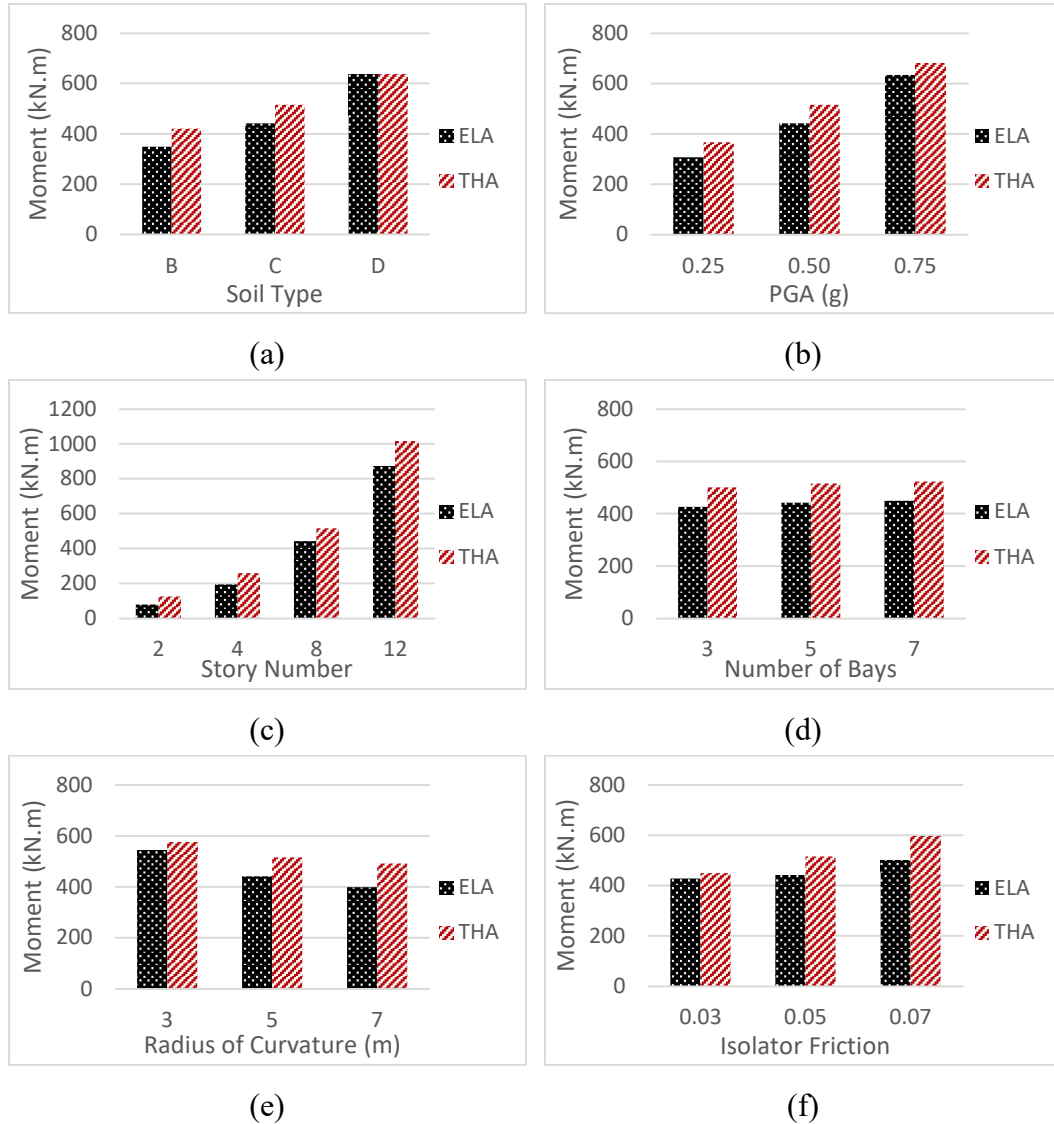 800
600
400
200
0
Moment (kN.m)
B C D
Soil Type
ELA
THA
(a)
800
600
400
200
0
Moment (kN.m)
0.25 0.50 0.75
PGA (g)
ELA
THA
(b)
1200
1000
800
600
400
200
0
Moment (kN.m)
2 4 8 12
Story Number
ELA
THA
(c)
800
600
400
200
0
Moment (kN.m)
3 5 7
Number of Bays
ELA
THA
(d)
800
600
400
200
0
Moment (kN.m)
3 5 7
Radius of Curvature (m)
ELA
THA
(e)
800
600
400
200
0
Moment (kN.m)
0.03 0.05 0.07
Isolator Friction
ELA
THA
(f)